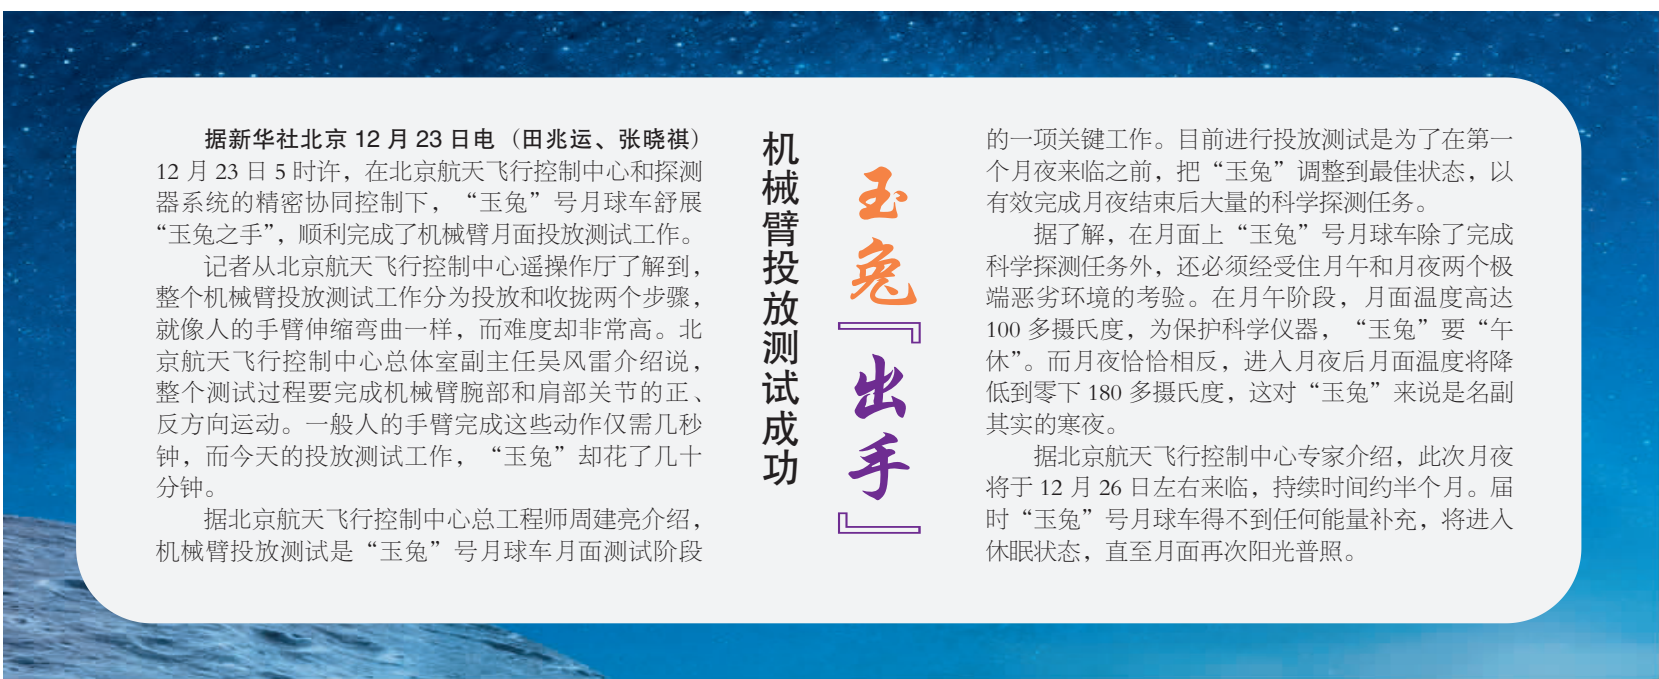 玉兔『出手』
机械臂投放测试成功
据新华社北京 12 月 23 日电（田兆运、张晓祺）
12 月 23 日 5 时许，在北京航天飞行控制中心和探测
器系统的精密协同控制下，“玉兔”号月球车舒展
“玉兔之手”，顺利完成了机械臂月面投放测试工作。
记者从北京航天飞行控制中心遥操作厅了解到，
整个机械臂投放测试工作分为投放和收拢两个步骤，
就像人的手臂伸缩弯曲一样，而难度却非常高。北
京航天飞行控制中心总体室副主任吴风雷介绍说，
整个测试过程要完成机械臂腕部和肩部关节的正、
反方向运动。一般人的手臂完成这些动作仅需几秒
钟，而今天的投放测试工作，“玉兔”却花了几十
分钟。
据北京航天飞行控制中心总工程师周建亮介绍，
机械臂投放测试是“玉兔”号月球车月面测试阶段
的一项关键工作。目前进行投放测试是为了在第一
个月夜来临之前，把“玉兔”调整到最佳状态，以
有效完成月夜结束后大量的科学探测任务。
据了解，在月面上“玉兔”号月球车除了完成
科学探测任务外，还必须经受住月午和月夜两个极
端恶劣环境的考验。在月午阶段，月面温度高达
100 多摄氏度，为保护科学仪器，“玉兔”要“午
休”。而月夜恰恰相反，进入月夜后月面温度将降
低到零下 180 多摄氏度，这对“玉兔”来说是名副
其实的寒夜。
据北京航天飞行控制中心专家介绍，此次月夜
将于 12 月 26 日左右来临，持续时间约半个月。届
时“玉兔”号月球车得不到任何能量补充，将进入
休眠状态，直至月面再次阳光普照。